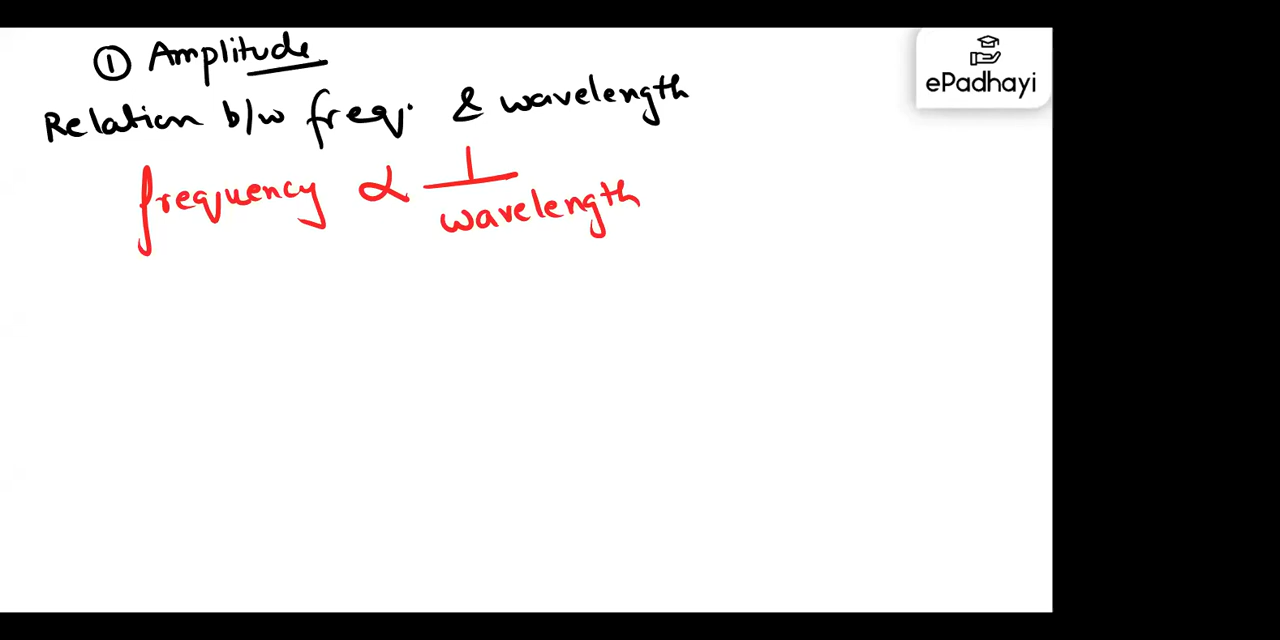 ① Amplitude
Relation b/w freq. & wavelength
frequency ∝ 1/wavelength
ePadhayi